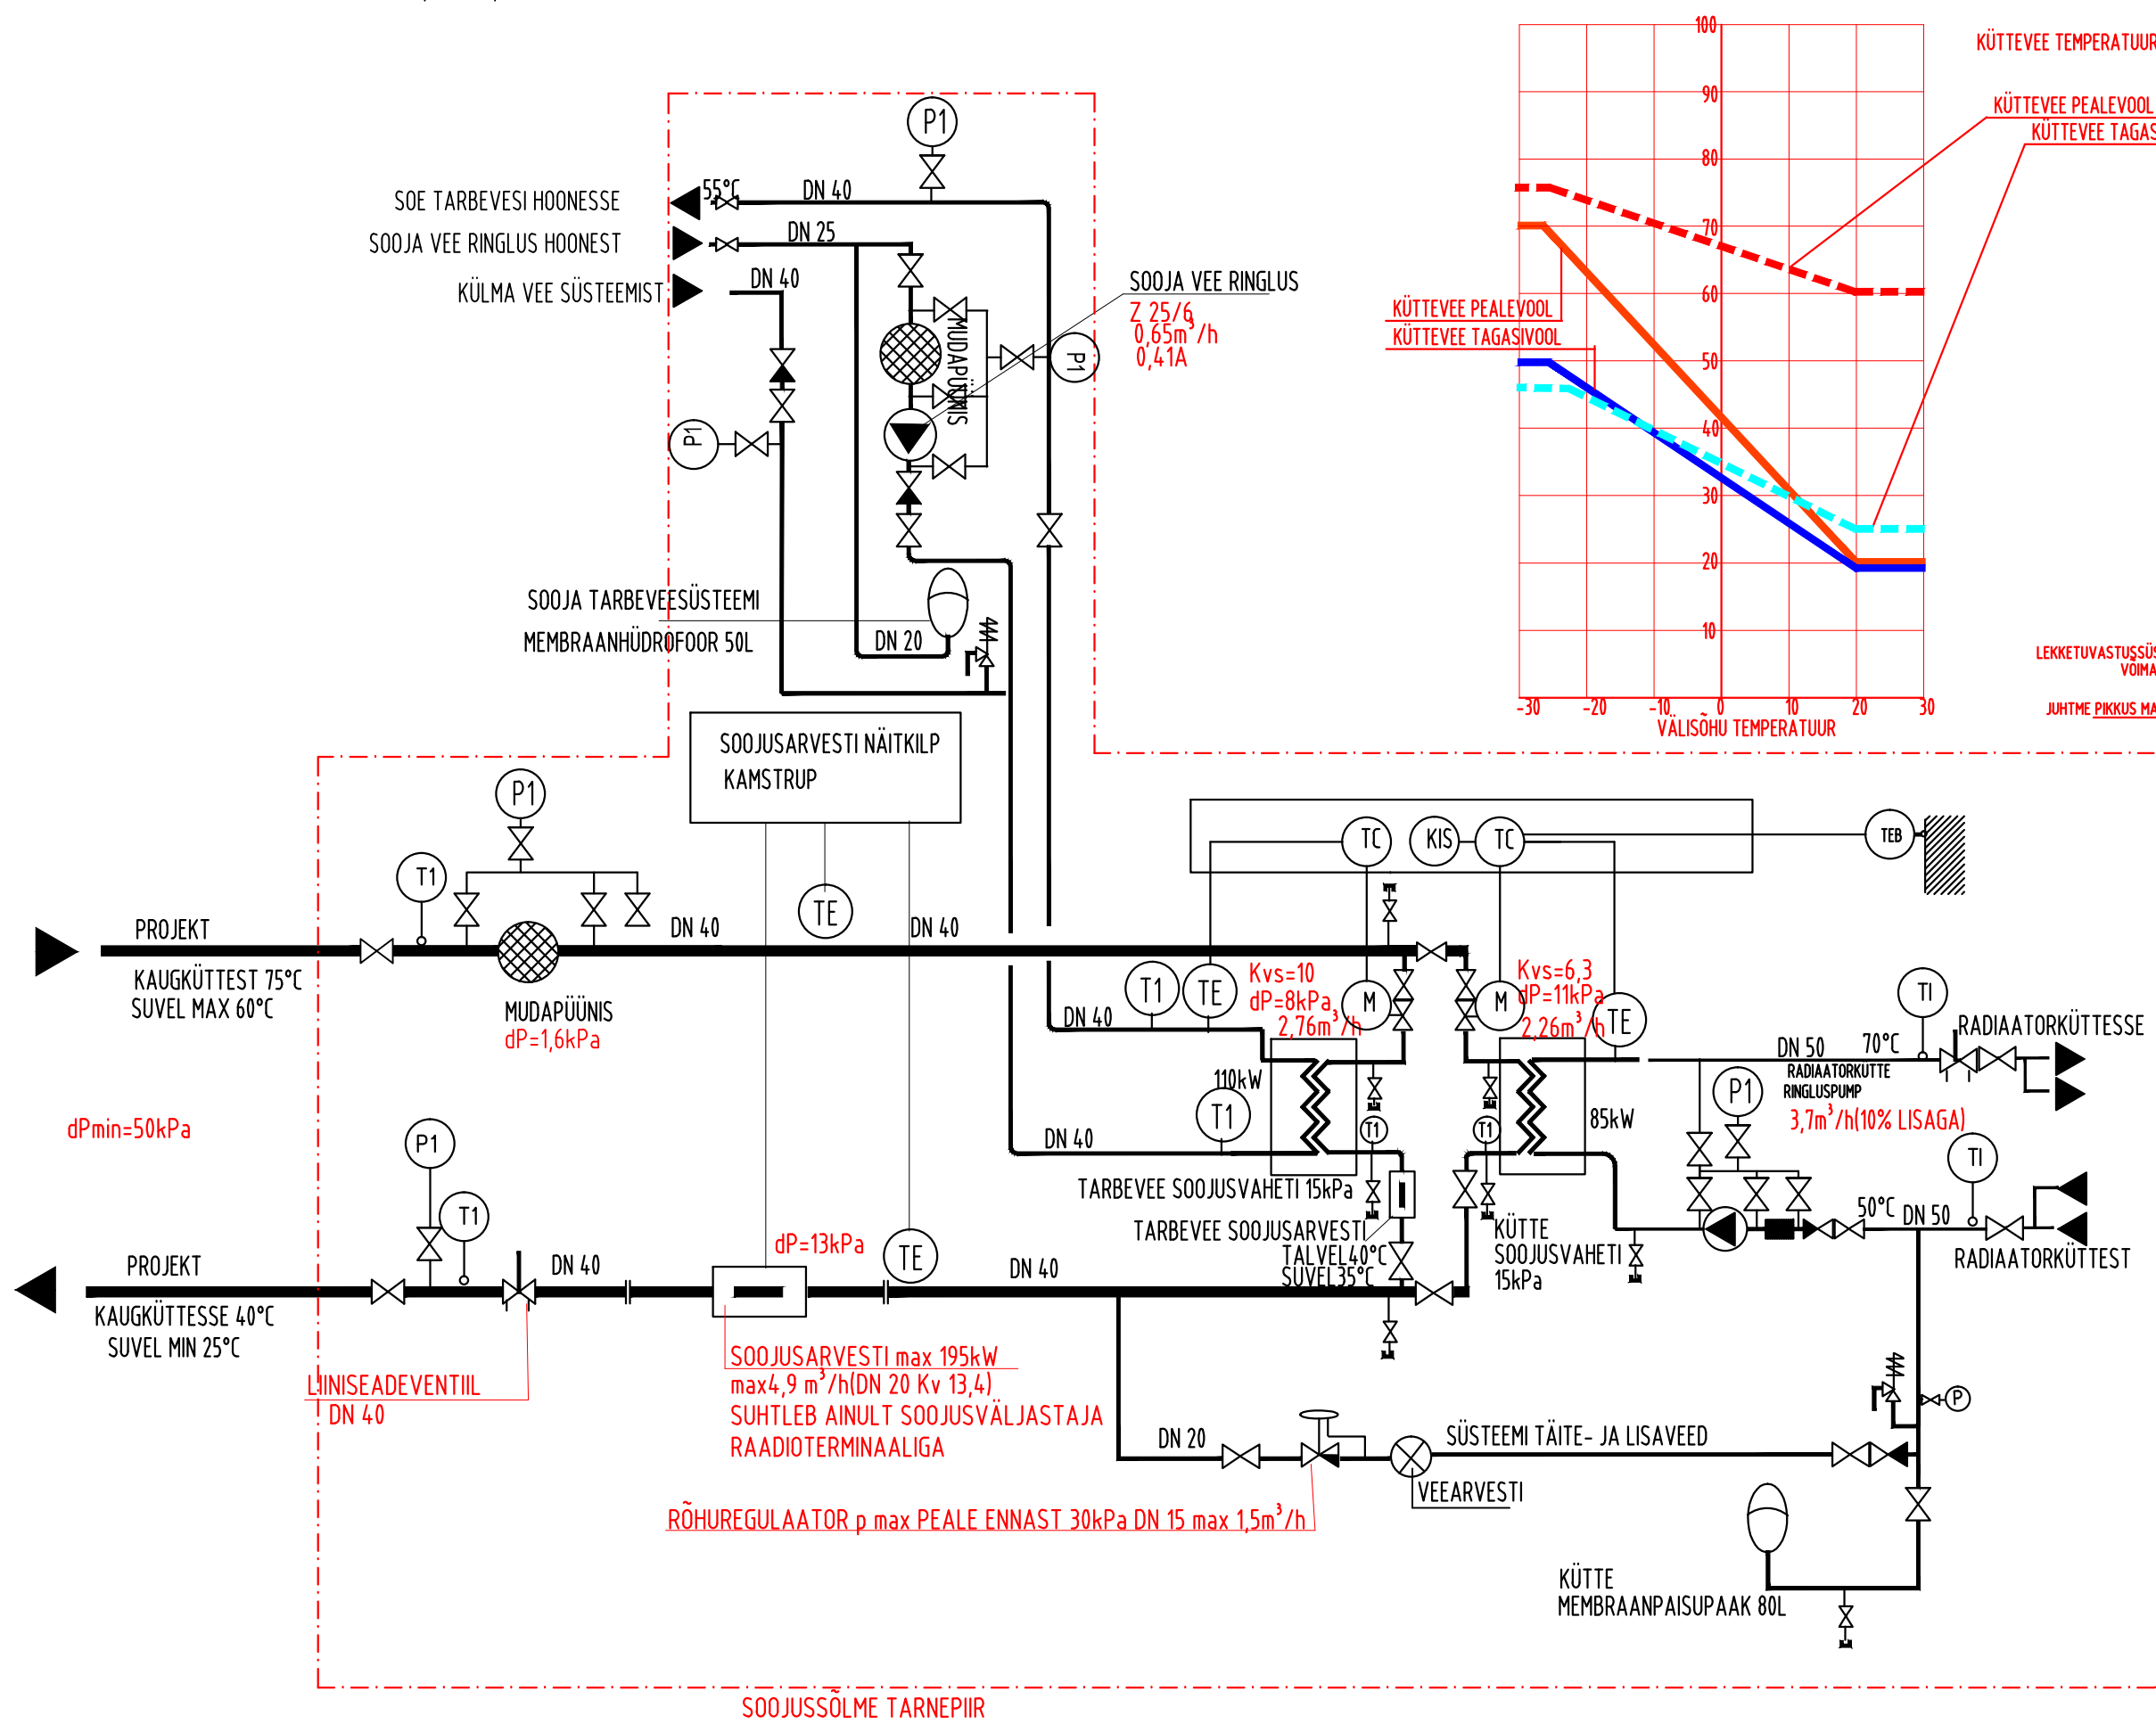 100
KÜTTEVEE TEMPERATUUR
90
KÜTTEVEE PEALEVOOL
80
70
60
50
40
30
20
10
-30
-20
-10
0
10
20
30
VÄLISÕHU TEMPERATUUR
KÜTTEVEE PEALEVOOL
KÜTTEVEE TAGASIVOOL
JUHTME PIKKUS
P1
55°C
DN 40
SOE TARBEVESI HOONESSE
SOOJA VEE RINGLUS HOONEST
DN 25
KÜLMA VEE SÜSTEEMIST
DN 40
SOOJA VEE RINGLUS
Z 25/6
0,65m³/h
0,41A
MUDAPÜÜNIS
P1
P1
SOOJA TARBEVEESÜSTEEMI
MEMBRAANHÜDROFOOR 50L
DN 20
SOOJUSARVESTI NÄITKILP
KAMSTRUP
P1
T1
TE
TC
KIS
TC
TEB
PROJEKT
DN 40
DN 40
KAUGKÜTTEST 75°C
SUVEL MAX 60°C
MUDAPÜÜNIS
dP=1,6kPa
T1
TE
Kvs=10
dP=8kPa
2,76m³/h
M
M
Kvs=6,3
dP=11kPa
2,26m³/h
TE
TI
DN 40
110kW
T1
RADIAATORKÜTTESSE
DN 50
70°C
RADIAATORKÜTTE
RINGLUSPUMP
3,7m³/h(10% LISAGA)
P1
85kW
TI
dPmin=50kPa
P1
T1
DN 40
T1
T1
TARBEVEE SOOJUSVAHETI 15kPa
TARBEVEE SOOJUSARVESTI
TALVEL40°C
SUVEL35°C
KÜTTE
SOOJUSVAHETI
15kPa
50°C
DN 50
RADIAATORKÜTTEST
PROJEKT
KAUGKÜTTESSE 40°C
SUVEL MIN 25°C
DN 40
dP=13kPa
TE
DN 40
LIINISEADEVENTIIL
DN 40
SOOJUSARVESTI max 195kW
max4,9 m³/h(DN 20 Kv 13,4)
SUHTLEB AINULT SOOJUSVÄLJASTAJA
RAADIOTERMINAALIGA
DN 20
SÜSTEEMI TÄITE- JA LISAVEED
P
VEEARVESTI
RÕHUREGULAATOR p max PEALE ENNAST 30kPa DN 15 max 1,5m³/h
KÜTTE
MEMBRAANPAISUPAAK 80L
SOOJUSSÕLME TARNEPIIR